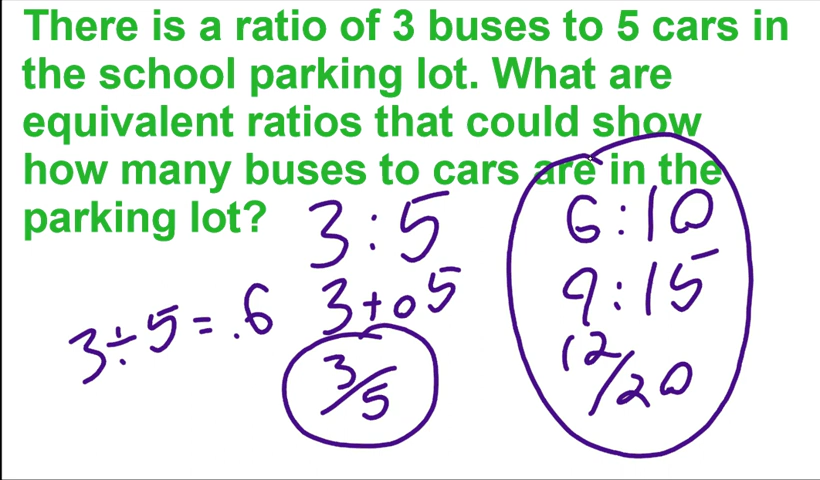 There is a ratio of 3 buses to 5 cars in
the school parking lot. What are
equivalent ratios that could show
how many buses to cars are in the
parking lot?
3:5
3 to 5
3/5
3÷5=.6
6:10
9:15
12/20